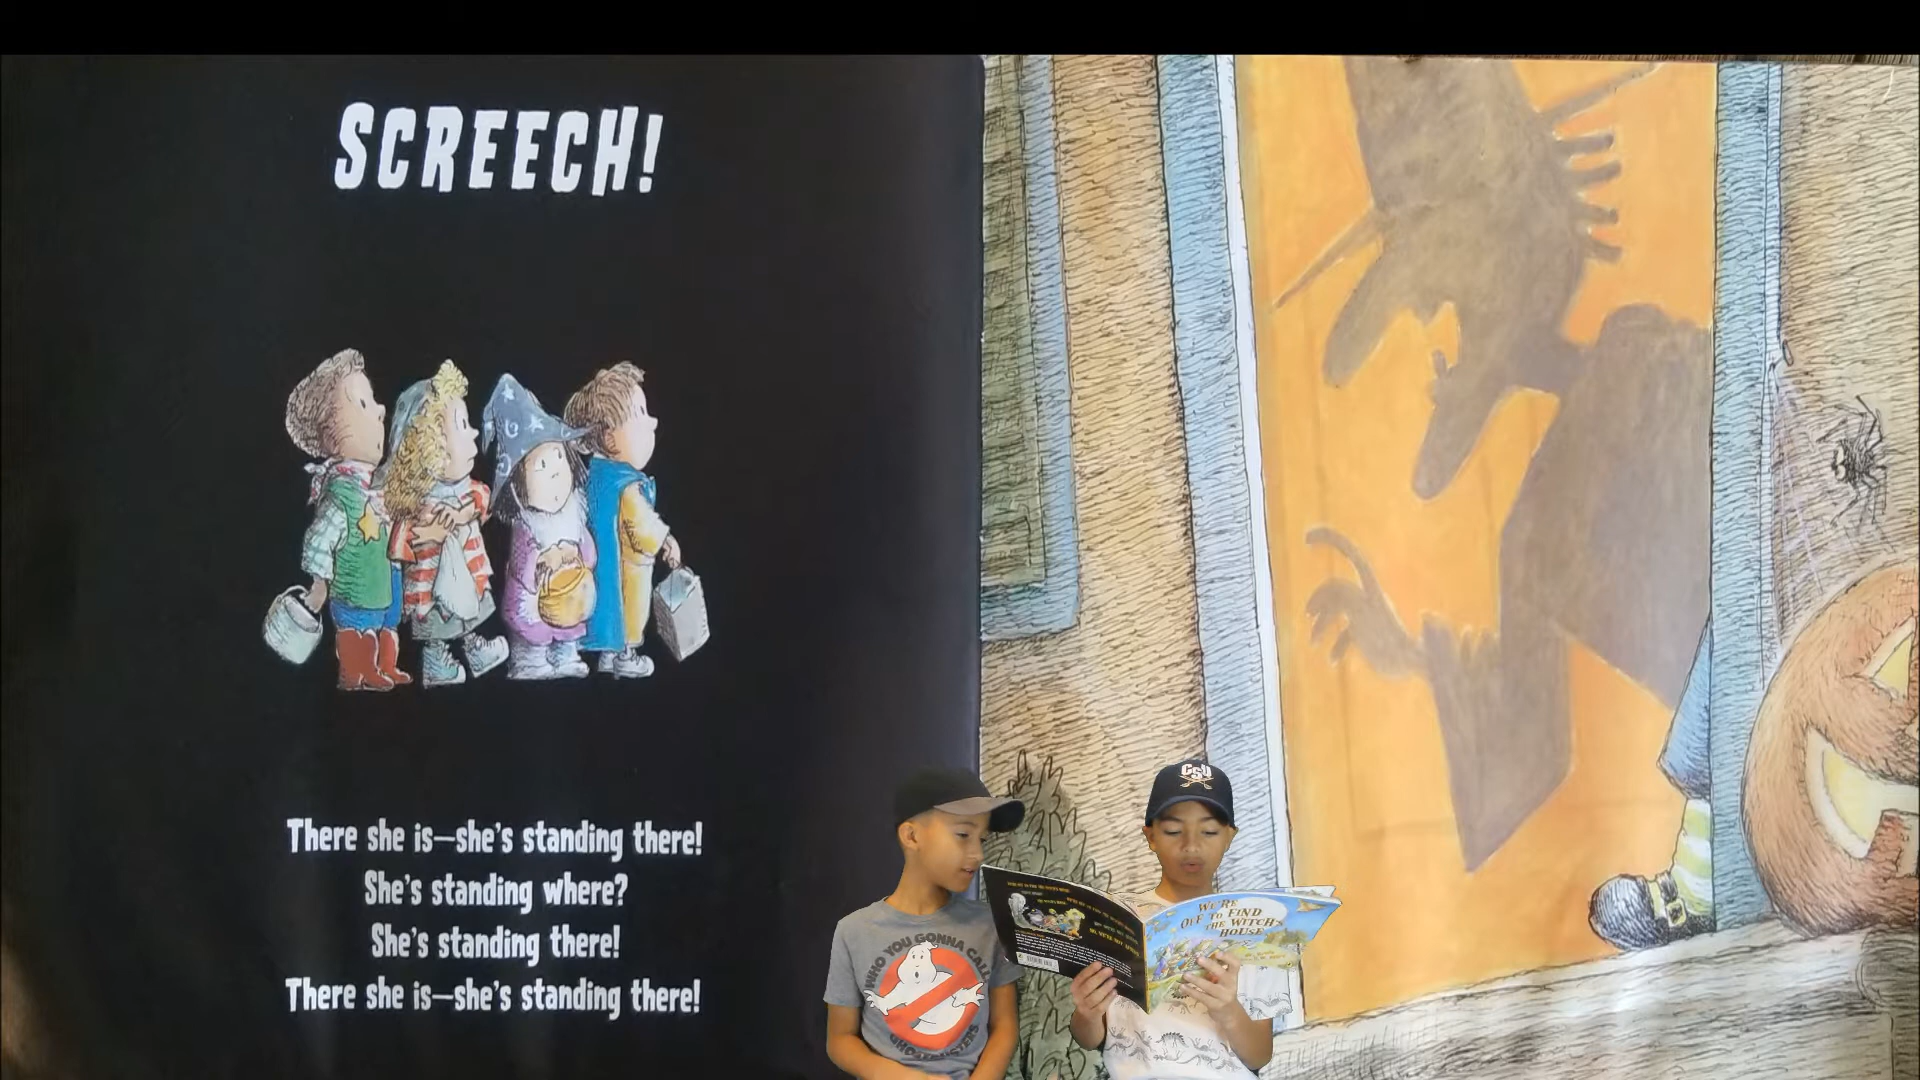 SCREECH!
There she is—she's standing there!
She's standing where?
She's standing there!
There she is—she's standing there!
CSU
WHO YOU GONNA CALL
GHOSTBUSTERS
WE'RE
OFF TO FIND
THE WITCH'S
HOUSE